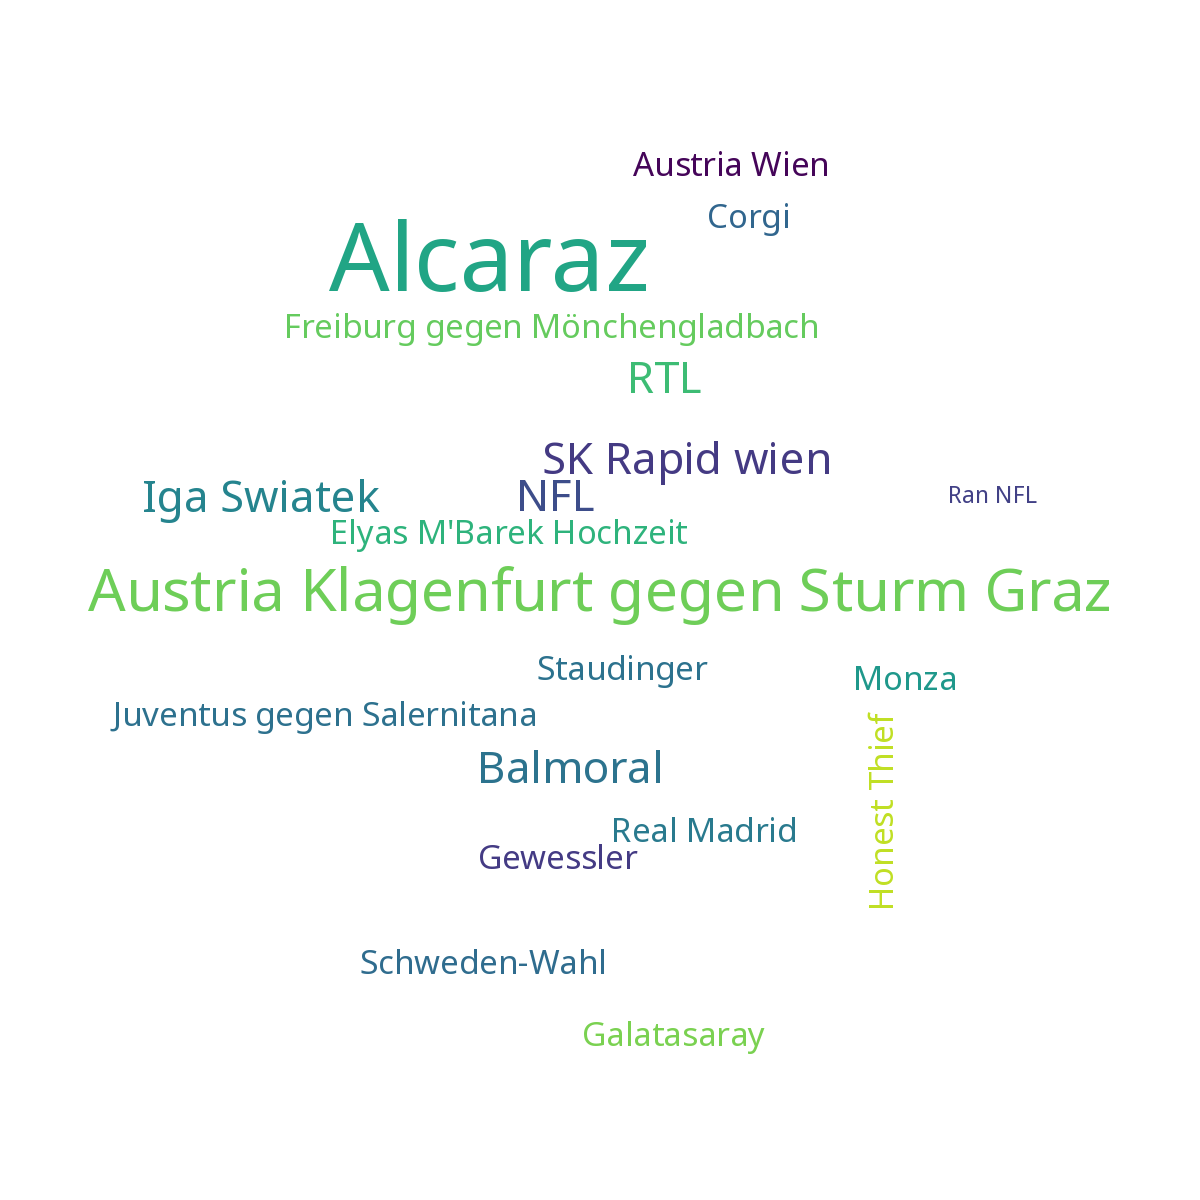 Austria Wien
Corgi
Alcaraz
Freiburg gegen Mönchengladbach
RTL
SK Rapid wien
Iga Swiatek
NFL
Ran NFL
Elyas M'Barek Hochzeit
Austria Klagenfurt gegen Sturm Graz
Staudinger
Monza
Juventus gegen Salernitana
Honest Thief
Balmoral
Real Madrid
Gewessler
Schweden-Wahl
Galatasaray